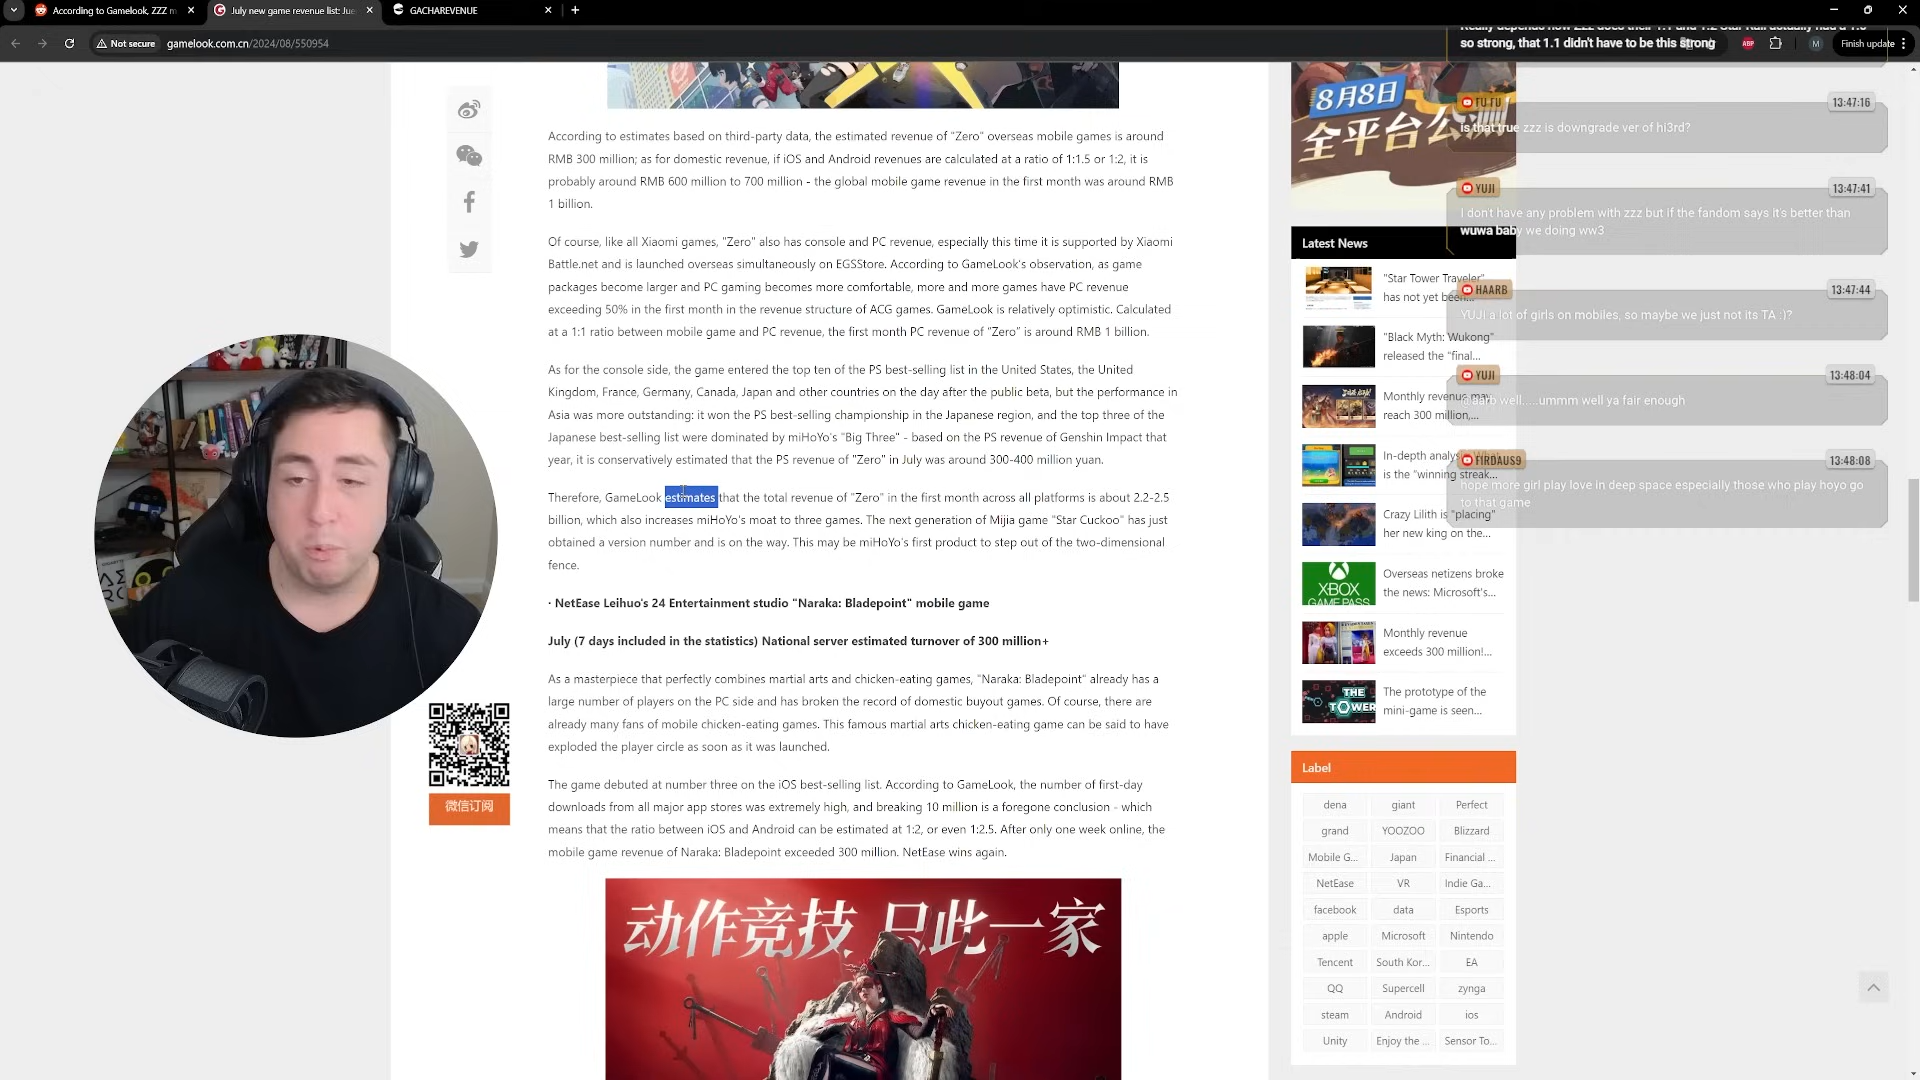 According to Gamelook, ZZZ m
July new game revenue list: Jue
GACHAREVENUE
Not secure
gamelook.com.cn/2024/08/550954
so strong, that 1.1 didn't have to be this strong
ABP
M
Finish update
According to estimates based on third-party data, the estimated revenue of "Zero" overseas mobile games is around
RMB 300 million; as for domestic revenue, if iOS and Android revenues are calculated at a ratio of 1:1.5 or 1:2, it is
probably around RMB 600 million to 700 million - the global mobile game revenue in the first month was around RMB
1 billion.
Of course, like all Xiaomi games, "Zero" also has console and PC revenue, especially this time it is supported by Xiaomi
Battle.net and is launched overseas simultaneously on EGSStore. According to GameLook's observation, as game
packages become larger and PC gaming becomes more comfortable, more and more games have PC revenue
exceeding 50% in the first month in the revenue structure of ACG games. GameLook is relatively optimistic. Calculated
at a 1:1 ratio between mobile game and PC revenue, the first month PC revenue of "Zero" is around RMB 1 billion.
As for the console side, the game entered the top ten of the PS best-selling list in the United States, the United
Kingdom, France, Germany, Canada, Japan and other countries on the day after the public beta, but the performance in
Asia was more outstanding: it won the PS best-selling championship in the Japanese region, and the top three of the
Japanese best-selling list were dominated by miHoYo's "Big Three" - based on the PS revenue of Genshin Impact that
year, it is conservatively estimated that the PS revenue of "Zero" in July was around 300-400 million yuan.
Therefore, GameLook estimates that the total revenue of "Zero" in the first month across all platforms is about 2.2-2.5
billion, which also increases miHoYo's moat to three games. The next generation of Mijia game "Star Cuckoo" has just
obtained a version number and is on the way. This may be miHoYo's first product to step out of the two-dimensional
fence.
· NetEase Leihuo's 24 Entertainment studio "Naraka: Bladepoint" mobile game
July (7 days included in the statistics) National server estimated turnover of 300 million+
As a masterpiece that perfectly combines martial arts and chicken-eating games, "Naraka: Bladepoint" already has a
large number of players on the PC side and has broken the record of domestic buyout games. Of course, there are
already many fans of mobile chicken-eating games. This famous martial arts chicken-eating game can be said to have
exploded the player circle as soon as it was launched.
The game debuted at number three on the iOS best-selling list. According to GameLook, the number of first-day
downloads from all major app stores was extremely high, and breaking 10 million is a foregone conclusion - which
means that the ratio between iOS and Android can be estimated at 1:2, or even 1:2.5. After only one week online, the
mobile game revenue of Naraka: Bladepoint exceeded 300 million. NetEase wins again.
动作竞技 只此一家
微信订阅
8月8日
全平台公测
Latest News
"Star Tower Traveler"
has not yet been...
"Black Myth: Wukong"
released the "final...
Monthly revenue may
reach 300 million,...
In-depth analys
is the "winning streak...
Crazy Lilith is "placing"
her new king on the...
XBOX
GAME PASS
Overseas netizens broke
the news: Microsoft's...
Monthly revenue
exceeds 300 million!...
THE
TOWER
The prototype of the
mini-game is seen...
Label
dena giant Perfect
grand YOOZOO Blizzard
Mobile G... Japan Financial ...
NetEase VR Indie Ga...
facebook data Esports
apple Microsoft Nintendo
Tencent South Kor... EA
QQ Supercell zynga
steam Android ios
Unity Enjoy the ... Sensor To...
FU FU 13:47:16
is that true zzz is downgrade ver of hi3rd?
YUJI 13:47:41
I don't have any problem with zzz but if the fandom says it's better than
wuwa baby we doing ww3
HAARB 13:47:44
YUJI a lot of girls on mobiles, so maybe we just not its TA :)?
YUJI 13:48:04
well.....ummm well ya fair enough
FIRDAUS9 13:48:08
hope more girl play love in deep space especially those who play hoyo go
to that game